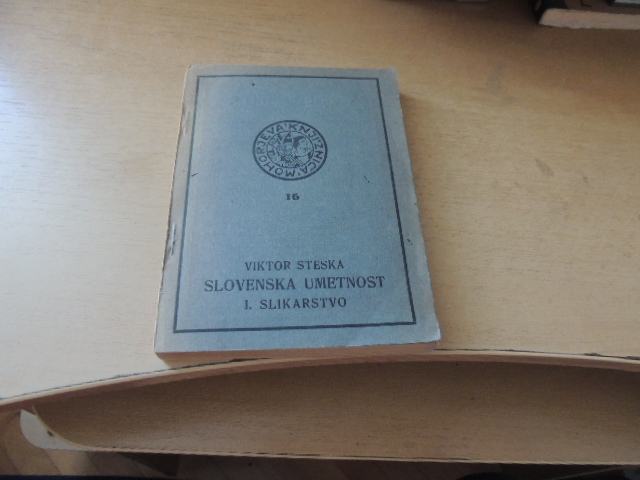 MOHORJEVA KNJIŽNICA
16
VIKTOR STESKA
SLOVENSKA UMETNOST
I. SLIKARSTVO